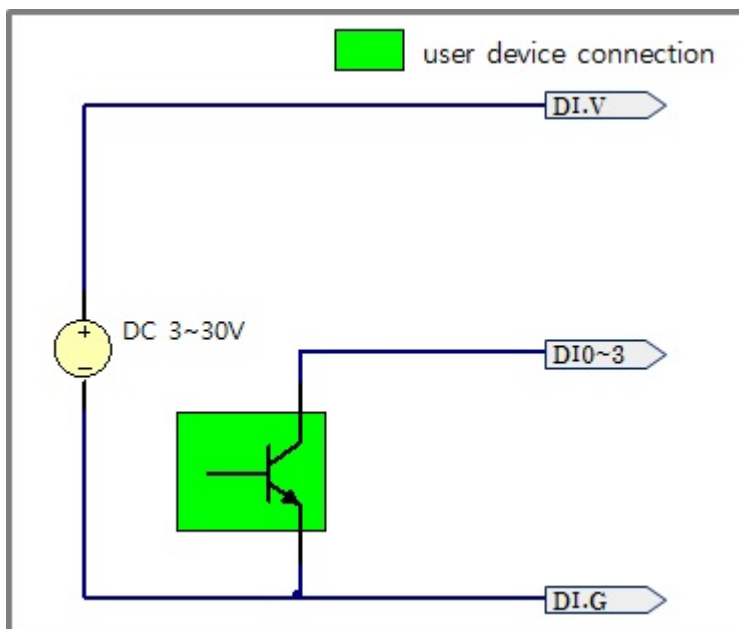 user device connection
DI.V
+
DC 3~30V
−
DI0~3
DI.G